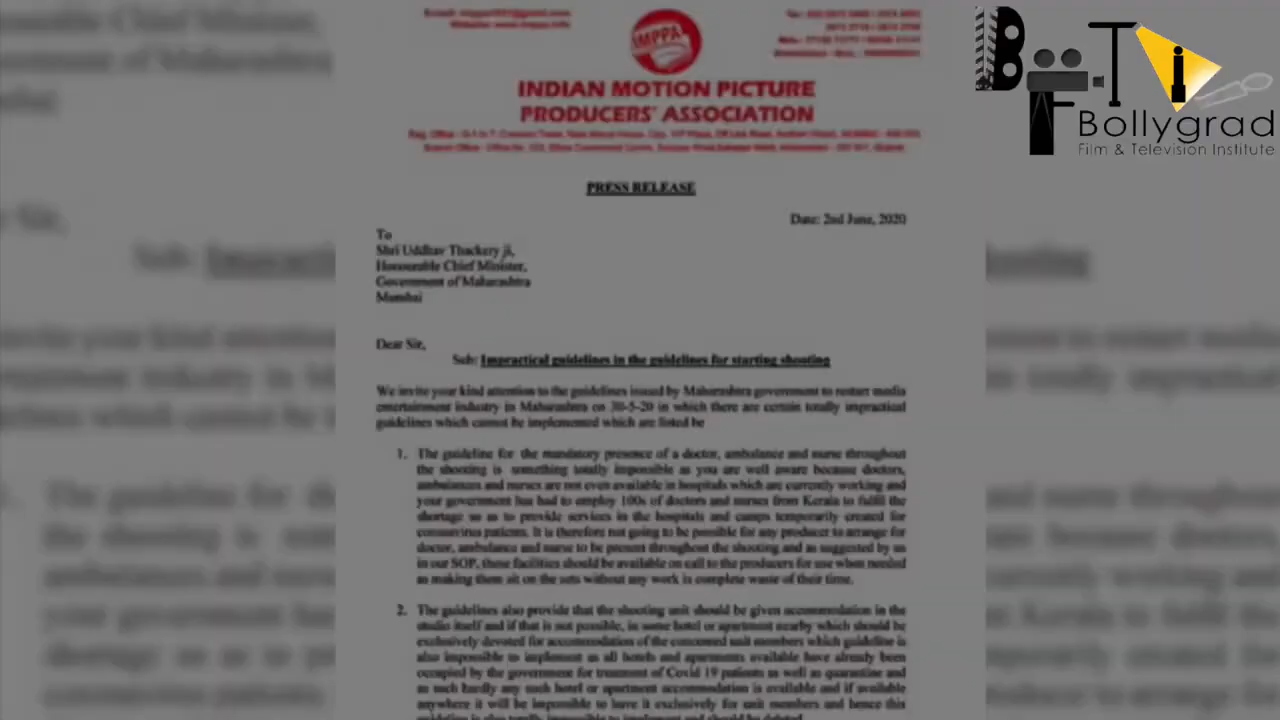 IMPPA
INDIAN MOTION PICTURE
PRODUCERS' ASSOCIATION
Bollygrad
Film & Television Institute
PRESS RELEASE
Date: 2nd June, 2020
To
Shri Uddhav Thackery ji,
Honourable Chief Minister,
Government of Maharashtra
Mumbai
Dear Sir,
Sub: Impractical guidelines in the guidelines for starting shooting
We invite your kind attention to the guidelines issued by Maharashtra government to restart media
entertainment industry in Maharashtra on 30-5-20 in which there are certain totally impractical
guidelines which cannot be implemented which are listed be
1. The guideline for the mandatory presence of a doctor, ambulance and nurse throughout
the shooting is something totally impossible as you are well aware because doctors,
ambulances and nurses are not even available in hospitals which are currently working and
your government has had to employ 100s of doctors and nurses from Kerala to fulfil the
shortage so as to provide services in the hospitals and camps temporarily created for
coronavirus patients. It is therefore not going to be possible for any producer to arrange for
doctor, ambulance and nurse to be present throughout the shooting and as suggested by us
in our SOP, these facilities should be available on call to the producers for use when needed
as making them sit on the sets without any work is complete waste of their time.
2. The guidelines also provide that the shooting unit should be given accommodation in the
studio itself and if that is not possible, in some hotel or apartment nearby which should be
exclusively devoted for accommodation of the concerned unit members which guideline is
also impossible to implement as all hotels and apartments available have already been
occupied by the government for treatment of Covid 19 patients as well as quarantine and
as such hardly any such hotel or apartment accommodation is available and if available
anywhere it will be impossible to leave it exclusively for unit members and hence this
guideline is also totally impossible to implement and should be deleted.